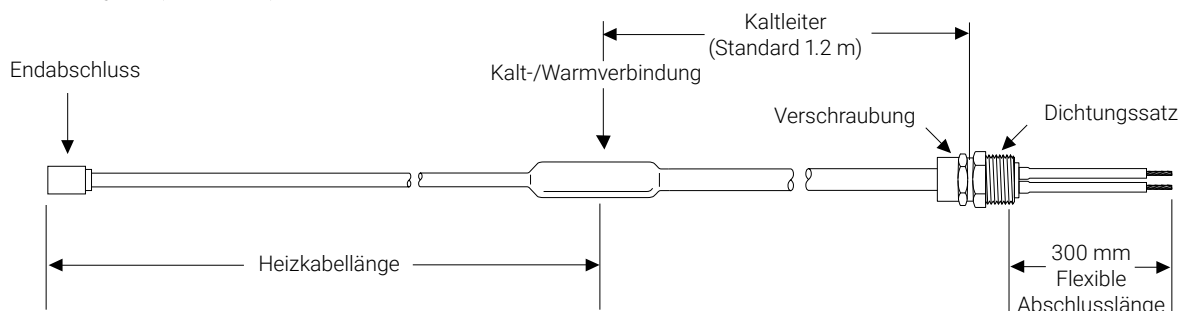 Kaltleiter
(Standard 1.2 m)
Endabschluss
Kalt-/Warmverbindung
Verschraubung
Dichtungssatz
Heizkabellänge
300 mm
Flexible
Abschlusslänge